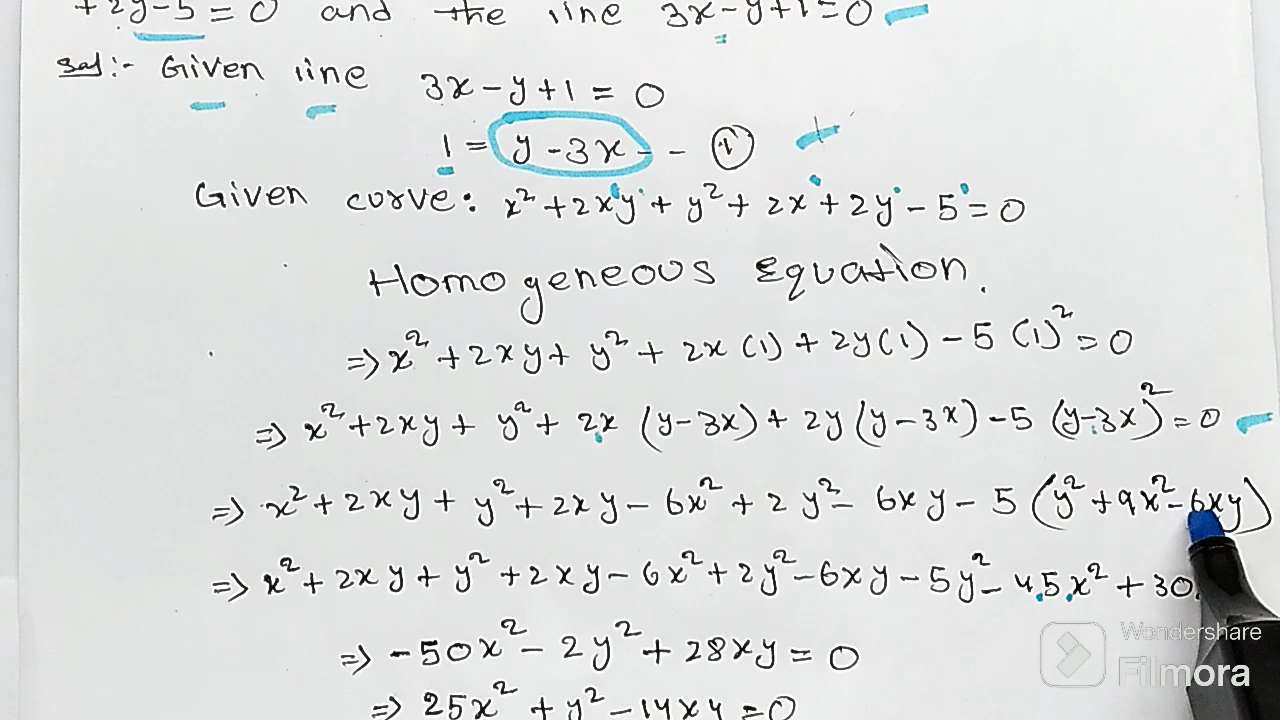 +2y-5=0 and the line 3x-y+1=0
Sol:- Given line 3x-y+1=0
1=y-3x -- ①
Given curve: x²+2xy+y²+2x+2y-5=0
Homogeneous Equation.
⇒x²+2xy+y²+2x(1)+2y(1)-5(1)²=0
⇒x²+2xy+y²+2x(y-3x)+2y(y-3x)-5(y-3x)²=0
⇒x²+2xy+y²+2xy-6x²+2y²-6xy-5(y²+9x²-6xy)
⇒x²+2xy+y²+2xy-6x²+2y²-6xy-5y²-45x²+30
⇒-50x²-2y²+28xy=0
⇒25x²+y²-14xy=0
Wondershare
Filmora